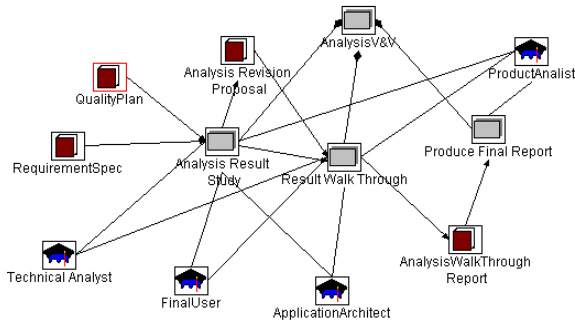 AnalysisV&V
Analysis Revision
Proposal
ProductAnalist
QualityPlan
RequirementSpec
Analysis Result
Study
Result Walk Through
Produce Final Report
Technical Analyst
FinalUser
ApplicationArchitect
AnalysisWalkThrough
Report